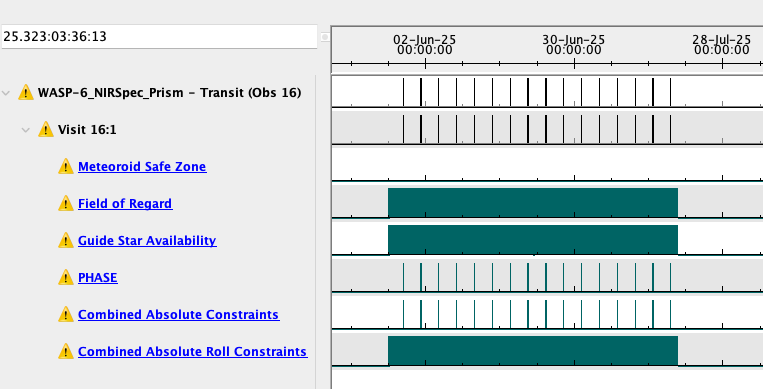 25.323:03:36:13
02-Jun-25 30-Jun-25 28-Jul-25
00:00:00 00:00:00 00:00:00
WASP-6_NIRSpec_Prism - Transit (Obs 16)
Visit 16:1
Meteoroid Safe Zone
Field of Regard
Guide Star Availability
PHASE
Combined Absolute Constraints
Combined Absolute Roll Constraints